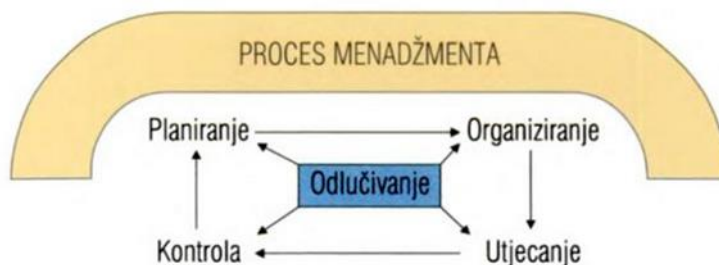 PROCES MENADŽMENTA
Planiranje
Organiziranje
Odlučivanje
Kontrola
Utjecanje